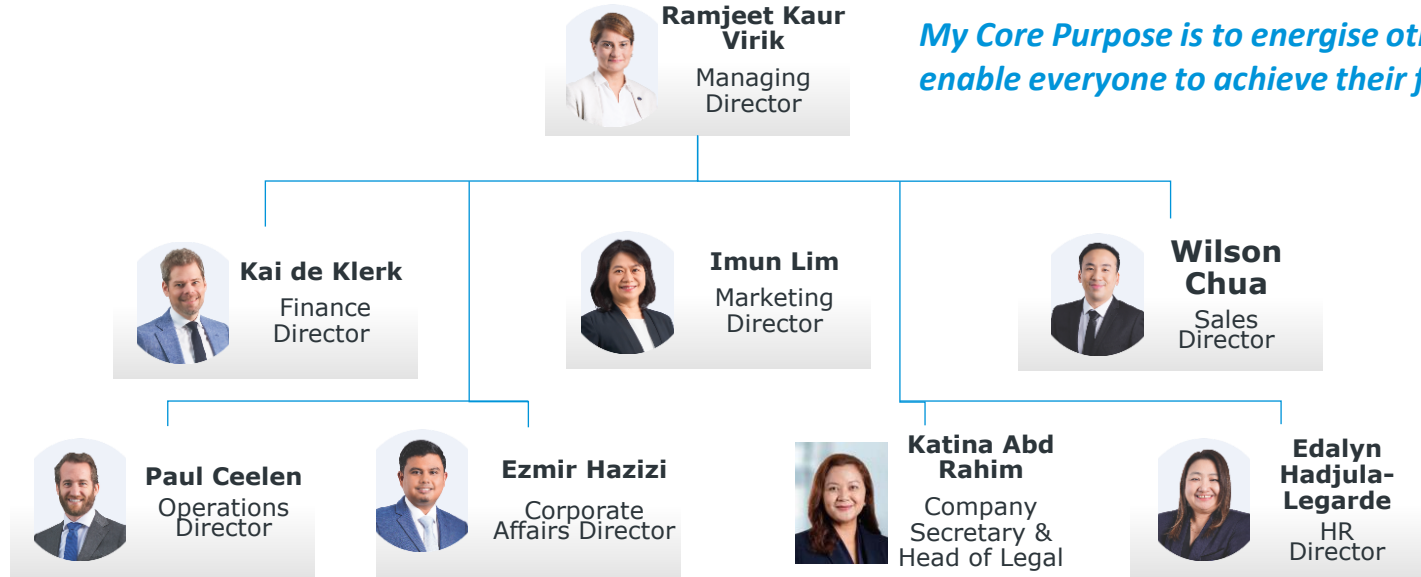 Ramjeet Kaur
Virik
Managing
Director
My Core Purpose is to energise
enable everyone to achieve their
Kai de Klerk
Finance
Director
Imun Lim
Marketing
Director
Wilson
Chua
Sales
Director
Paul Ceelen
Operations
Director
Ezmir Hazizi
Corporate
Affairs Director
Katina Abd
Rahim
Company
Secretary &
Head of Legal
Edalyn
Hadjula-
Legarde
HR
Director